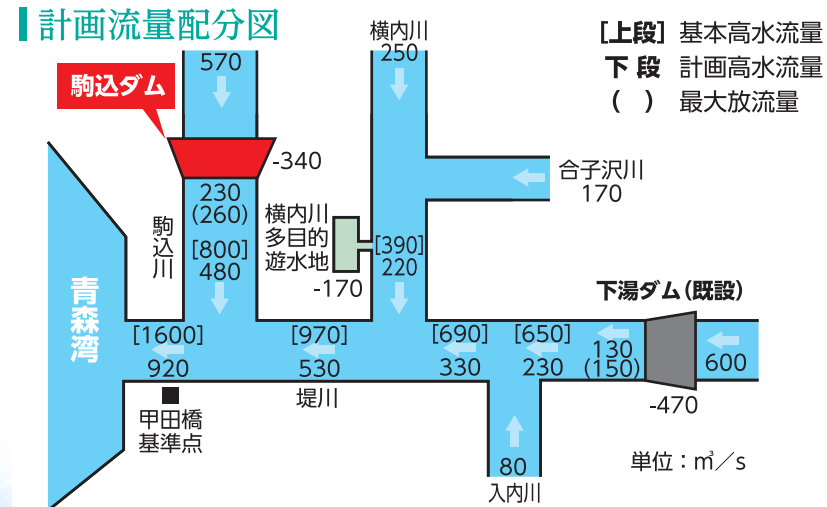 計画流量配分図
[上段] 基本高水流量
下 段 計画高水流量
( ) 最大放流量
横内川
250
570
駒込ダム
-340
合子沢川
170
230
(260)
駒込川
横内川
多目的
遊水地
-170
[800]
480
[390]
220
下湯ダム(既設)
青森湾
[1600]
920
[970]
530
[690]
330
[650]
230
130
(150)
600
-470
堤川
甲田橋
基準点
80
入内川
単位:㎥/s